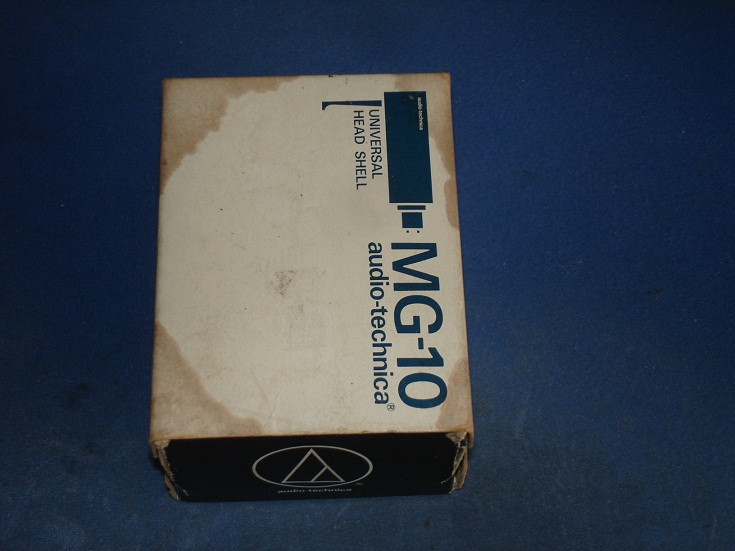 audio-technica
UNIVERSAL
HEAD SHELL
MG-10
audio-technica®
audio-technica®